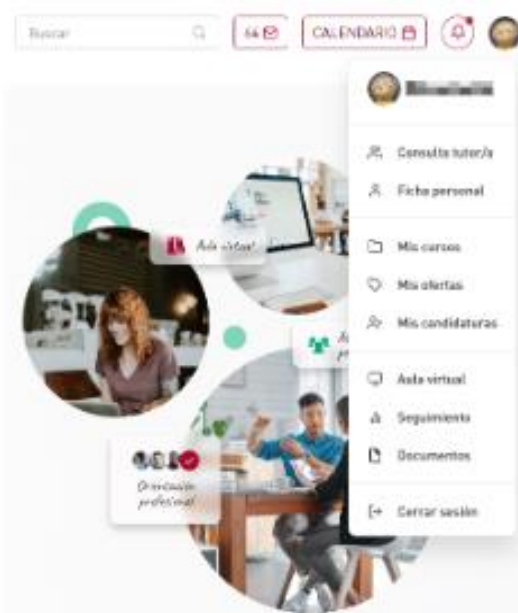 Buscar
CALENDARIO
Consulta tutor/a
Ficha personal
Mis cursos
Mis ofertas
Mis candidaturas
Aula virtual
Aula virtual
Seguimiento
Documentos
Orientación
profesional
Cerrar sesión